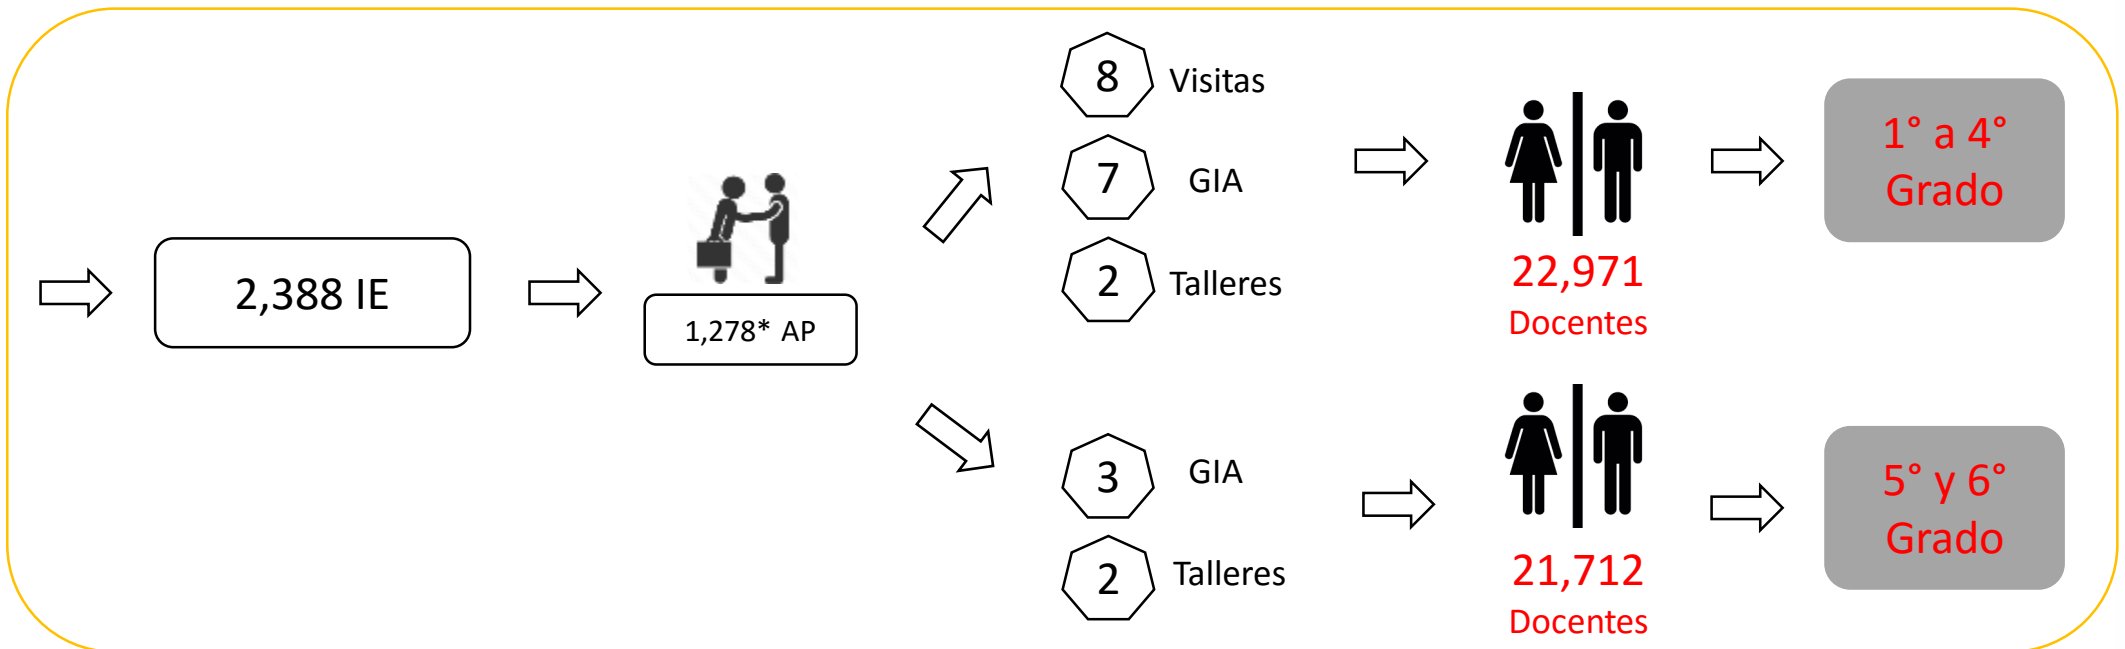 2,388 IE
1,278* AP
8 Visitas
7 GIA
2 Talleres
22,971
Docentes
1° a 4°
Grado
3 GIA
2 Talleres
21,712
Docentes
5° y 6°
Grado